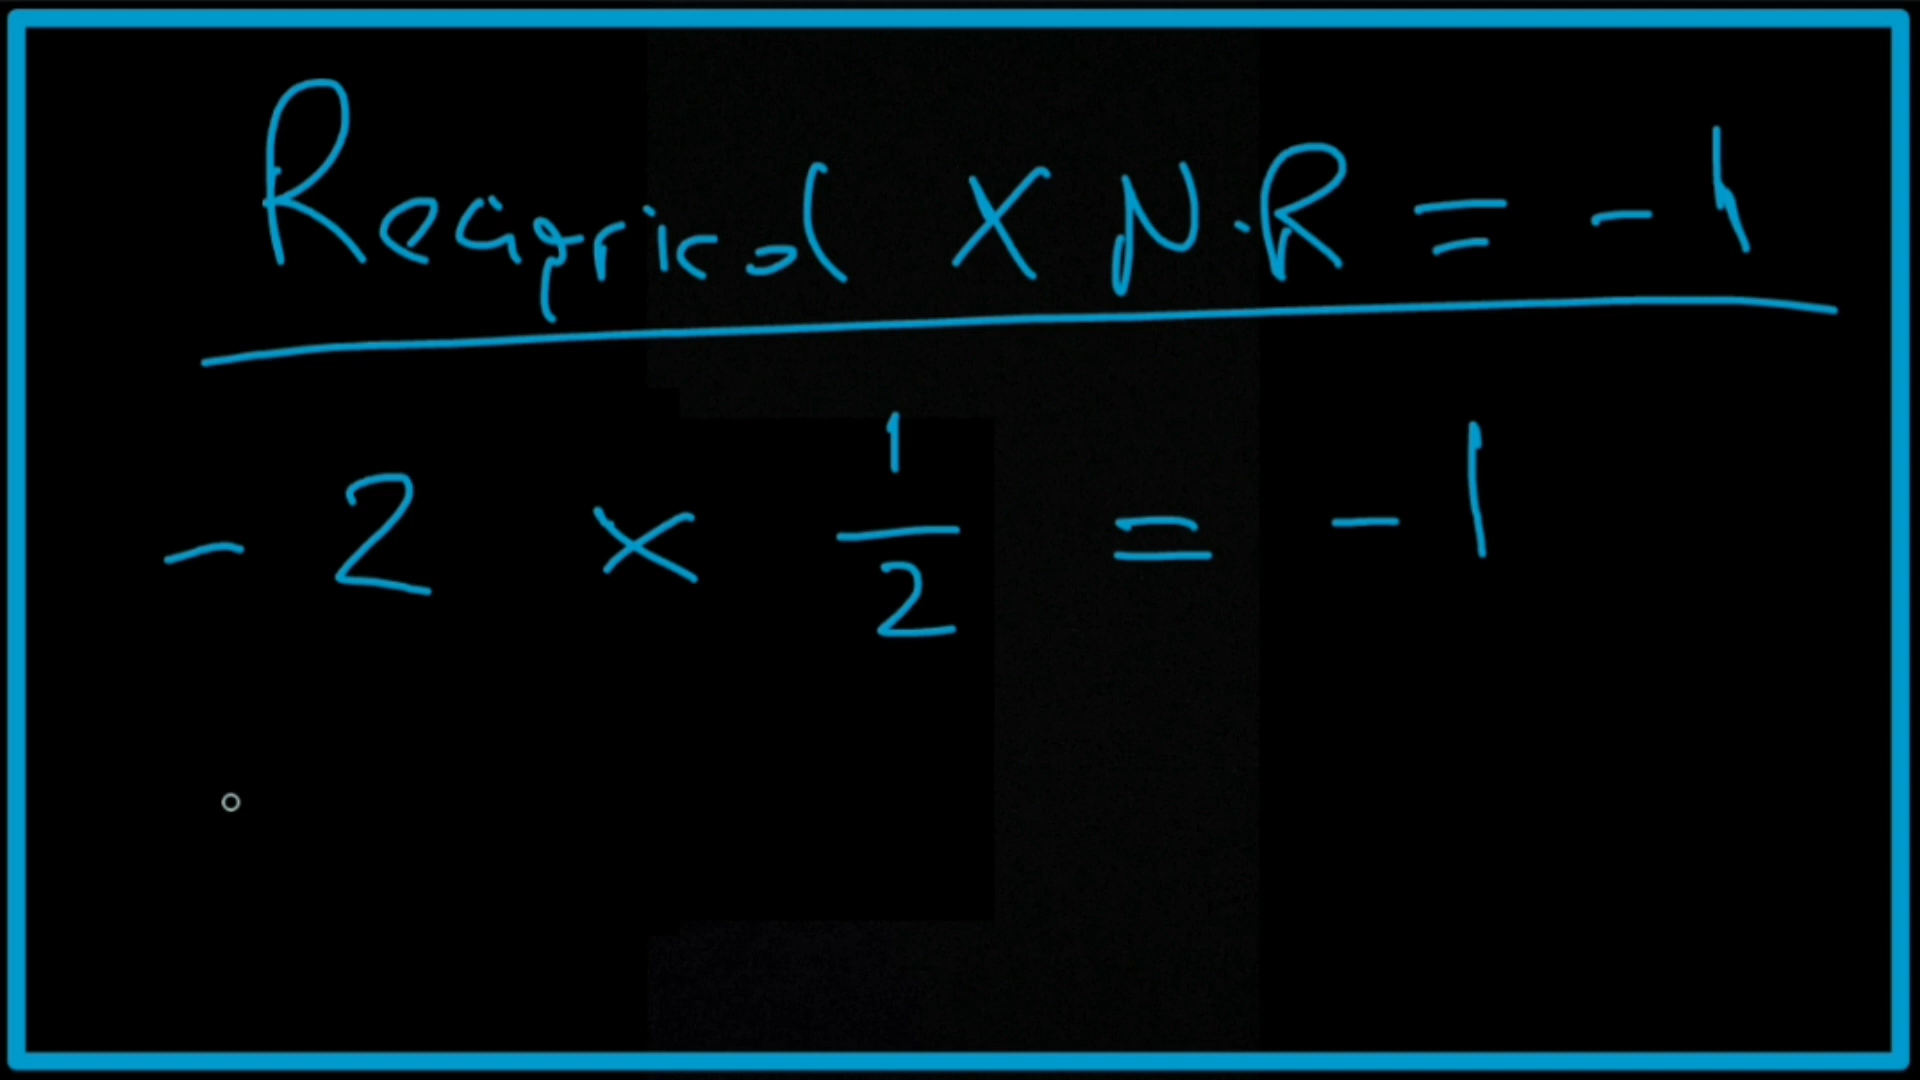 Reciprical X N.R = -1
-2 × 1/2 = -1